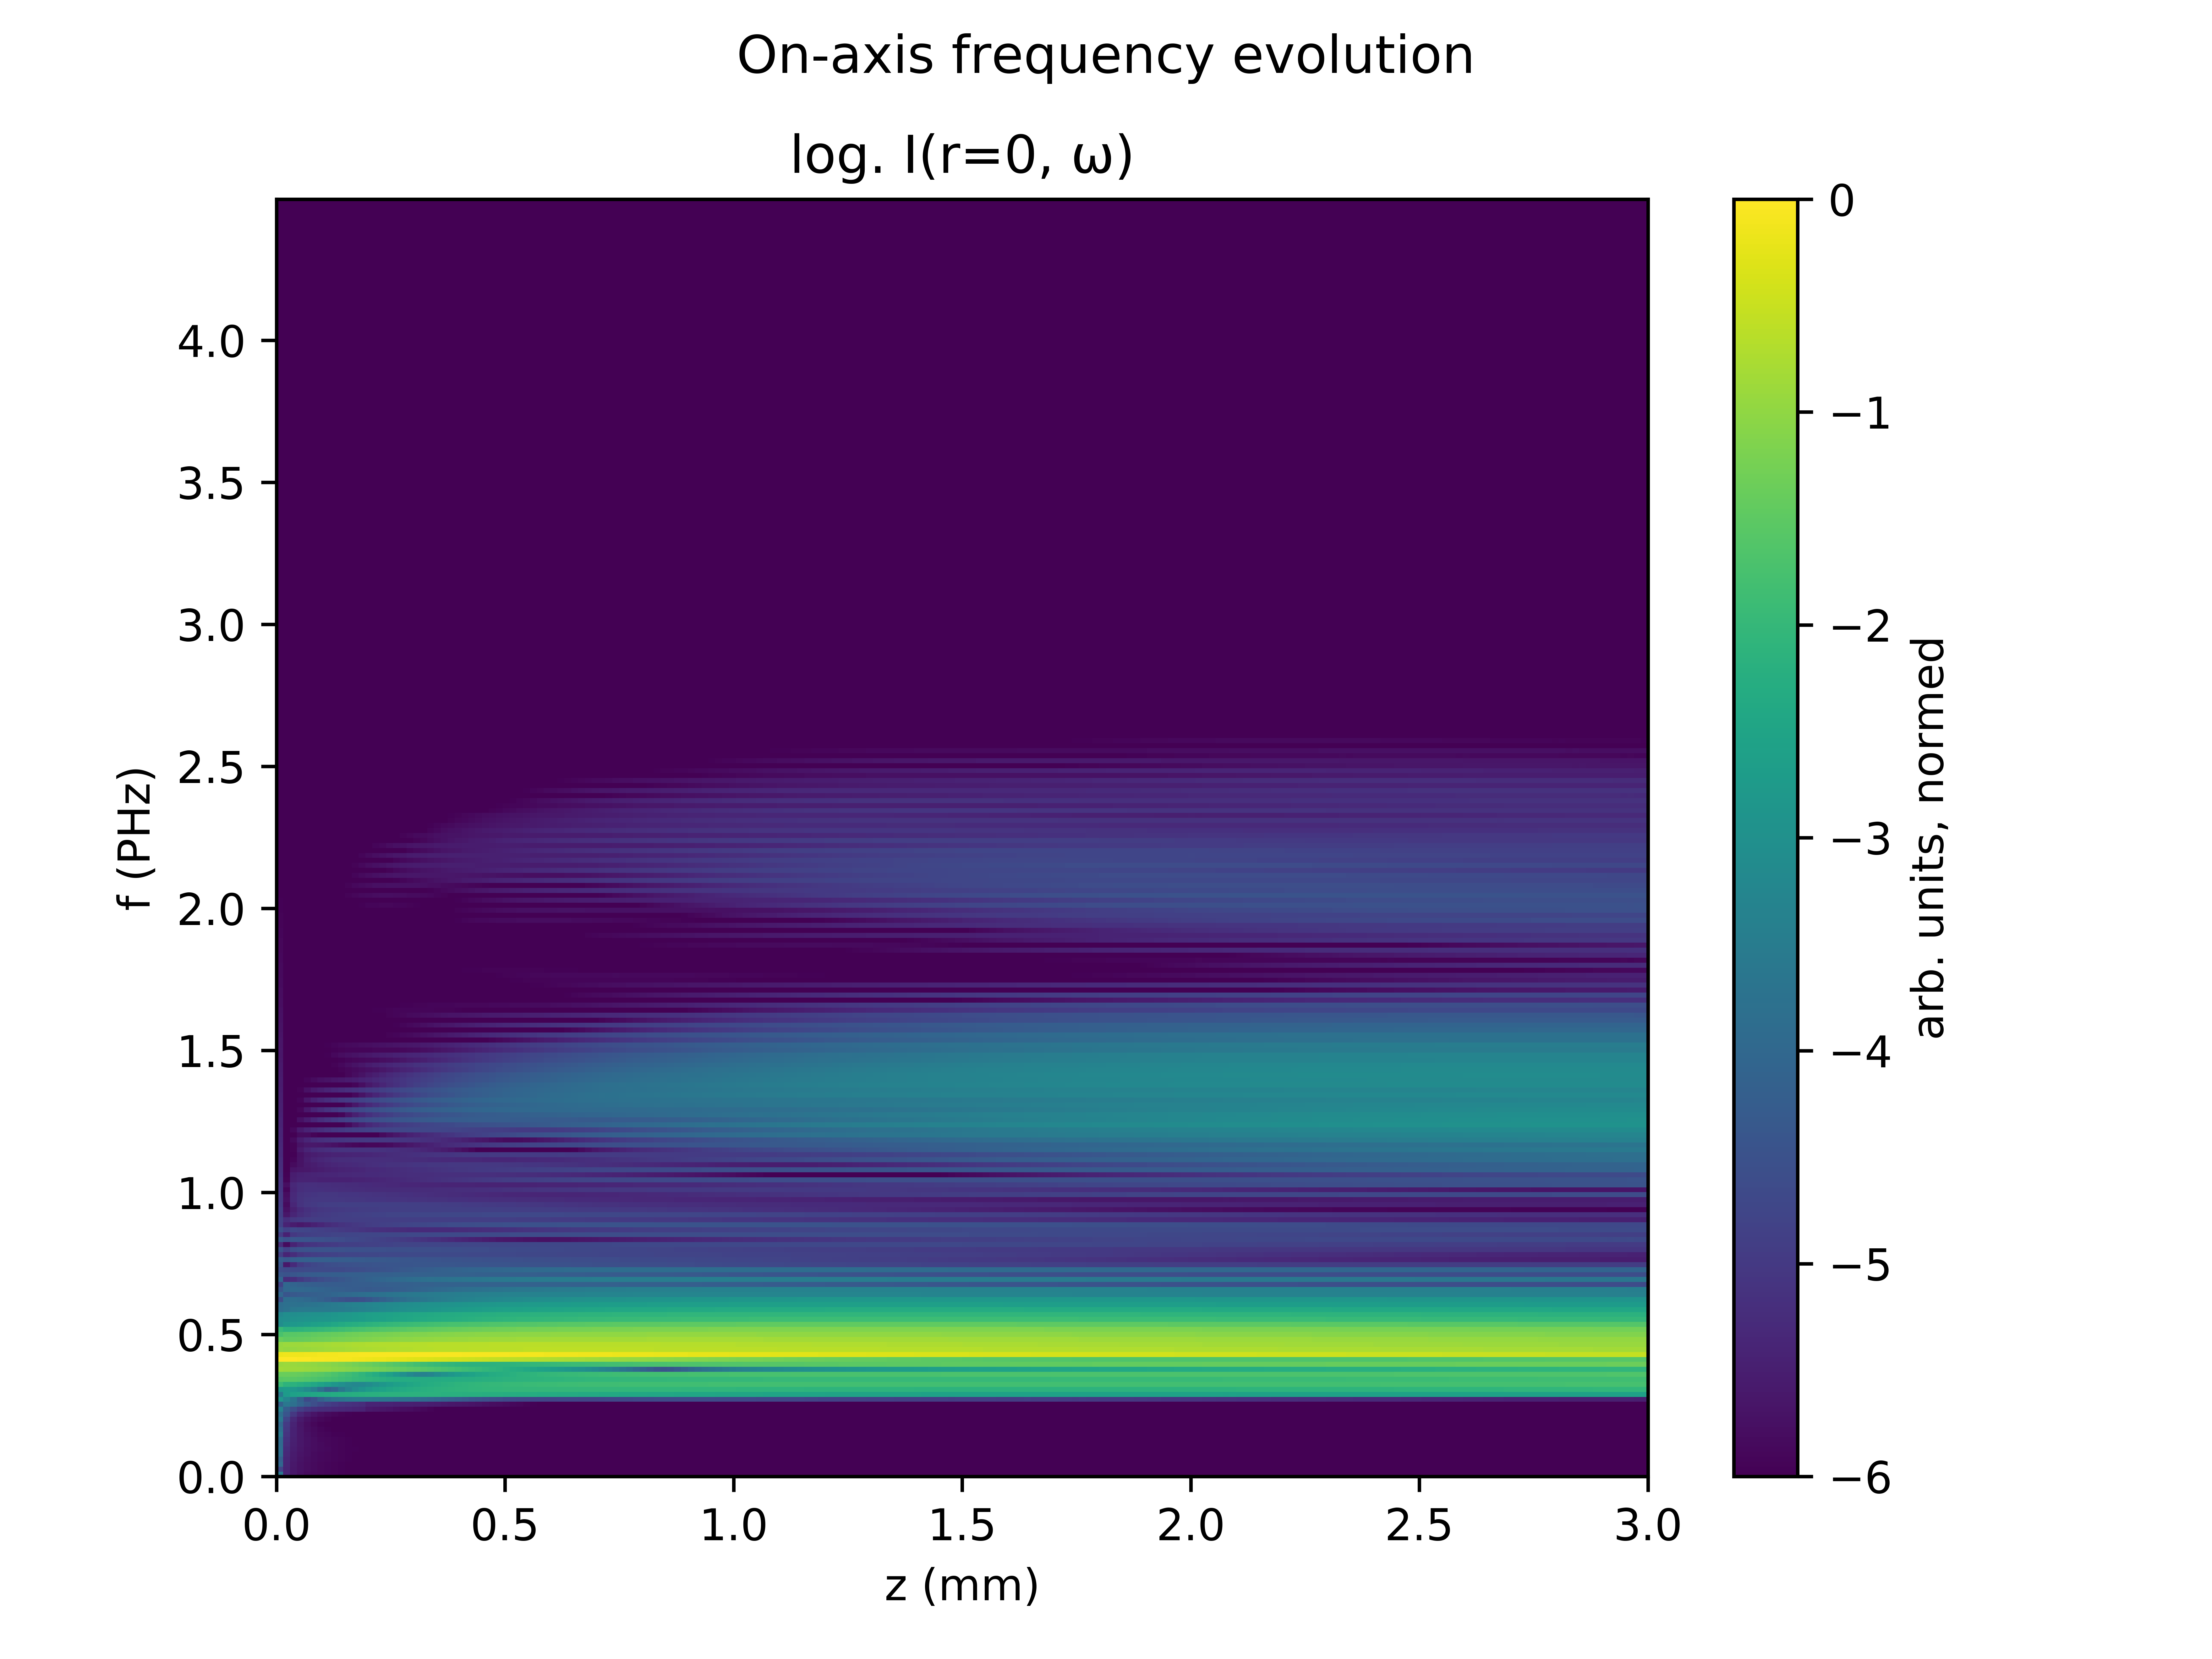 On-axis frequency evolution
log. I(r=0, ω)
f (PHz)
4.0
3.5
3.0
2.5
2.0
1.5
1.0
0.5
0.0
0.0 0.5 1.0 1.5 2.0 2.5 3.0
z (mm)
0
−1
−2
−3
−4
−5
−6
arb. units, normed